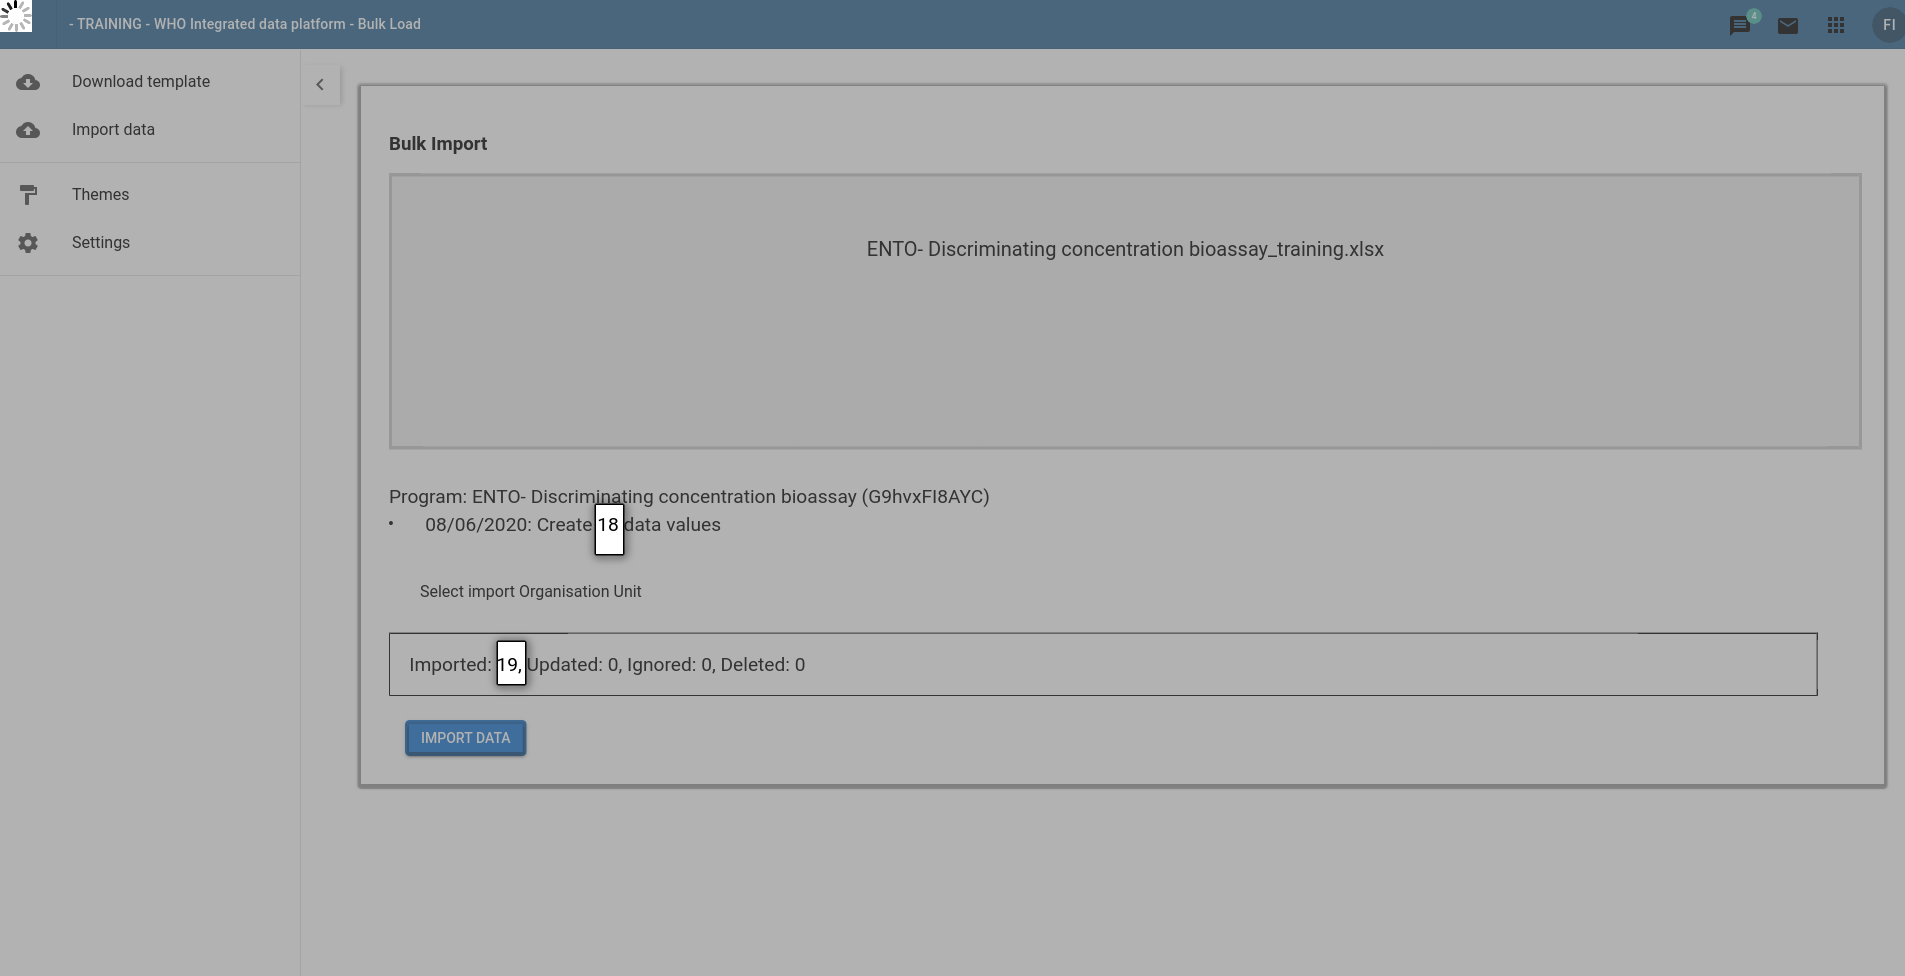 - TRAINING - WHO Integrated data platform - Bulk Load
4
FI
Download template
Import data
Themes
Settings
Bulk Import
ENTO- Discriminating concentration bioassay_training.xlsx
Program: ENTO- Discriminating concentration bioassay (G9hvxFI8AYC)
• 08/06/2020: Create 18 data values
Select import Organisation Unit
Imported: 19, Updated: 0, Ignored: 0, Deleted: 0
IMPORT DATA